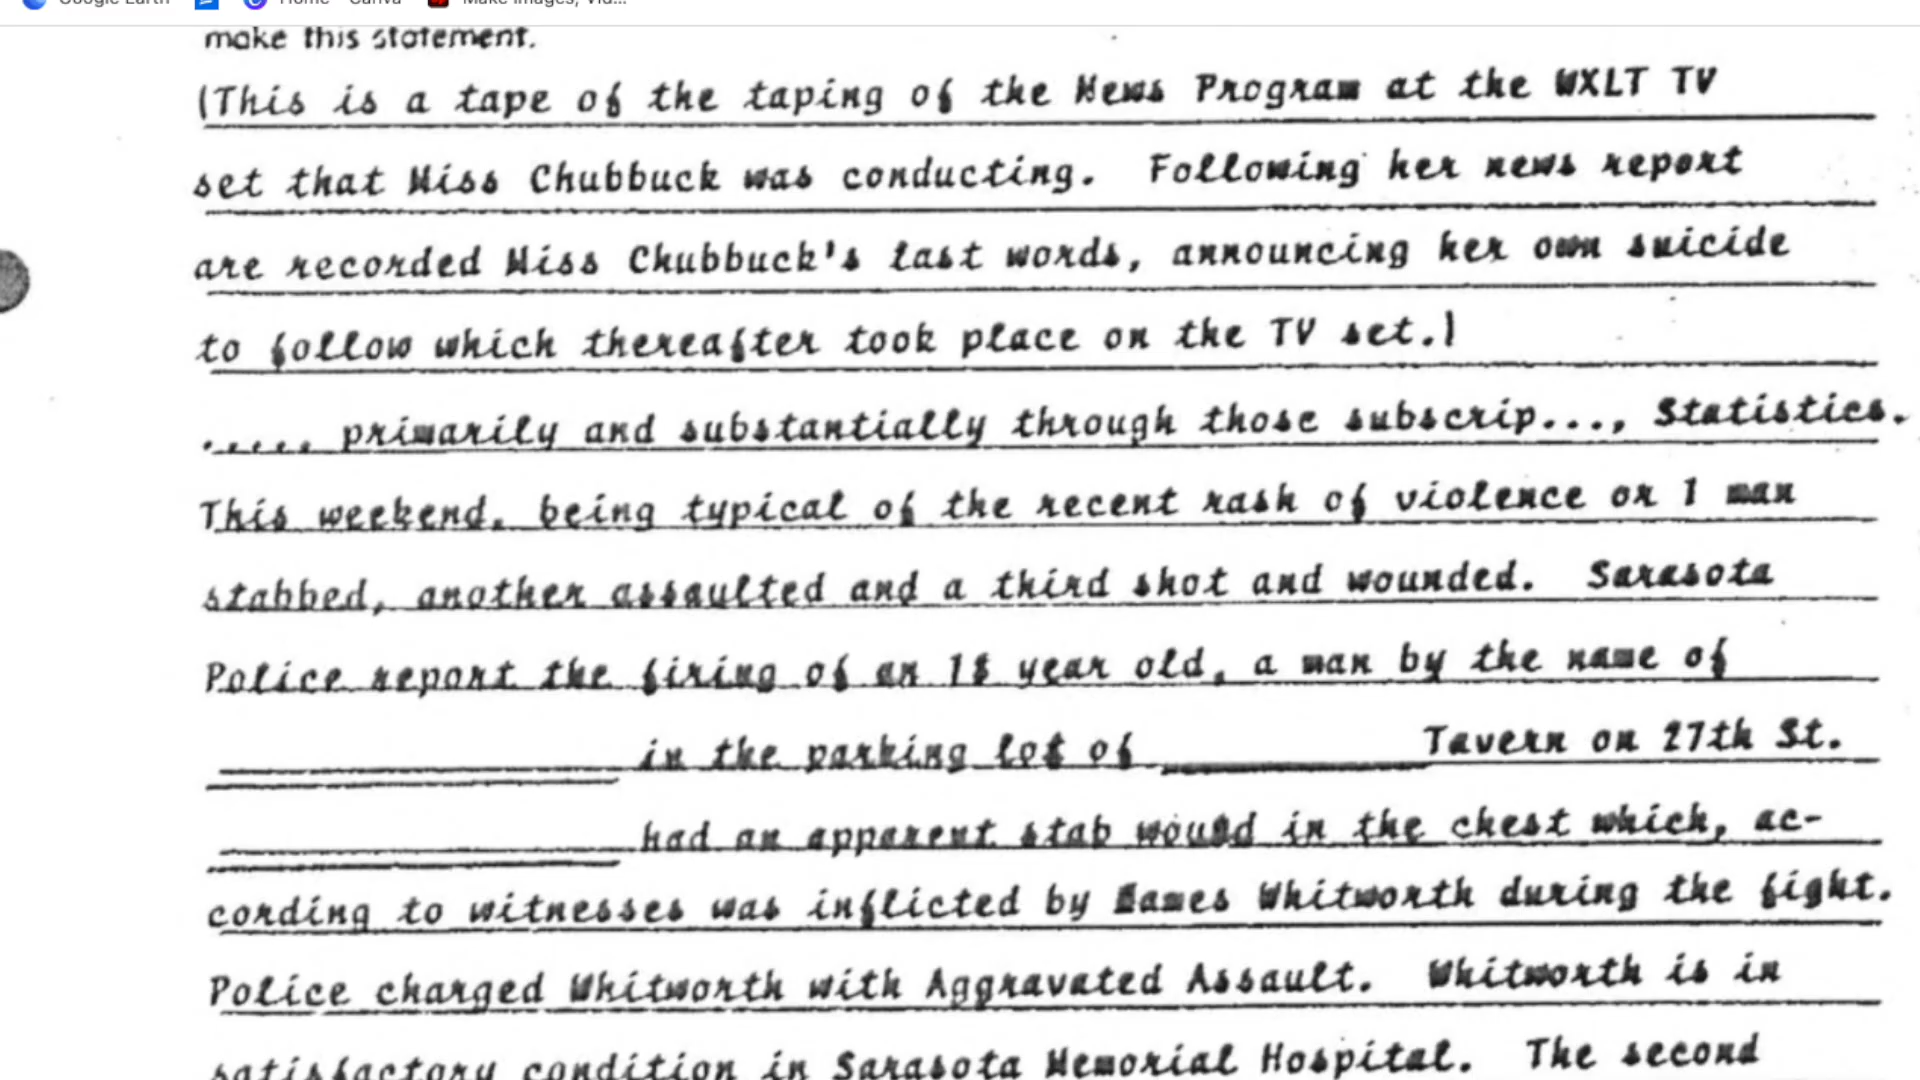 Google Earth Home - Canva Make Images, Vid...
make this statement.
(This is a tape of the taping of the News Program at the WXLT TV
set that Miss Chubbuck was conducting. Following her news report
are recorded Miss Chubbuck's last words, announcing her own suicide
to follow which thereafter took place on the TV set.)
..... primarily and substantially through those subscrip..., Statistics.
This weekend, being typical of the recent rash of violence or 1 man
stabbed, another assaulted and a third shot and wounded. Sarasota
Police report the firing of an 18 year old, a man by the name of
in the parking lot of Tavern on 27th St.
had an apparent stab wound in the chest which, ac-
cording to witnesses was inflicted by James Whitworth during the fight.
Police charged Whitworth with Aggravated Assault. Whitworth is in
satisfactory condition in Sarasota Memorial Hospital. The second